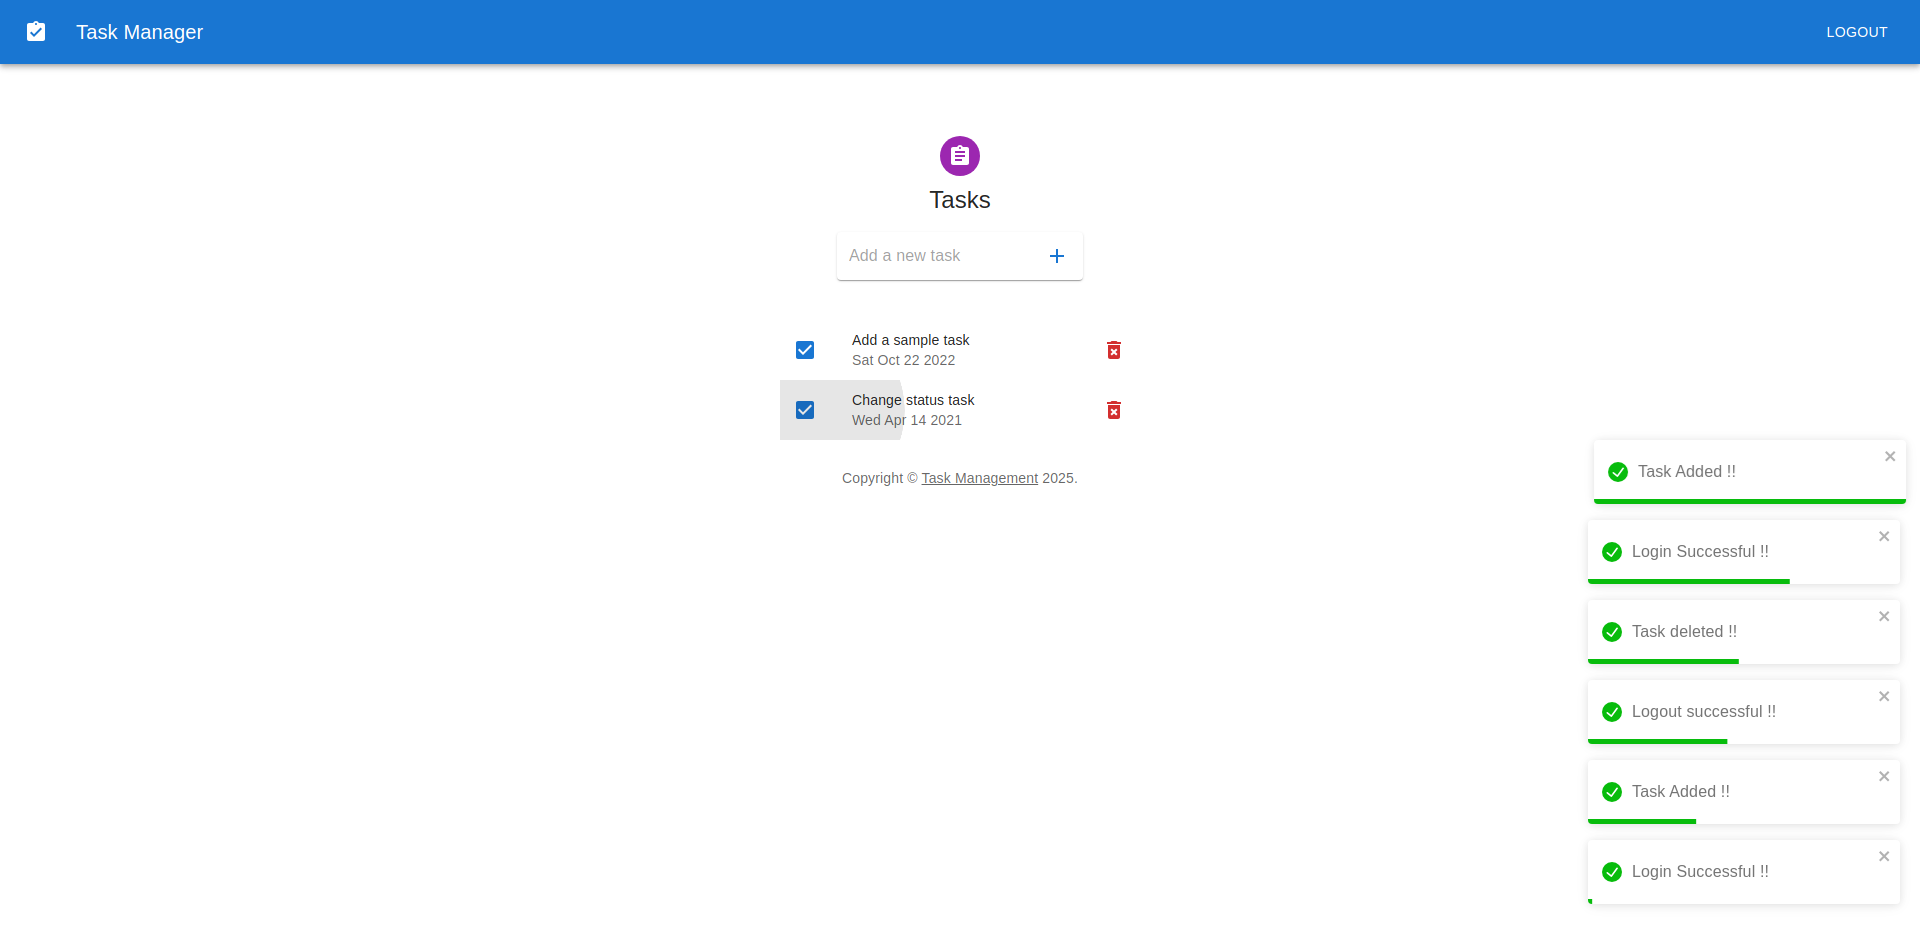 Task Manager
LOGOUT
Tasks
Add a new task
Add a sample task
Sat Oct 22 2022
Change status task
Wed Apr 14 2021
Copyright © Task Management 2025.
Task Added !!
Login Successful !!
Task deleted !!
Logout successful !!
Task Added !!
Login Successful !!